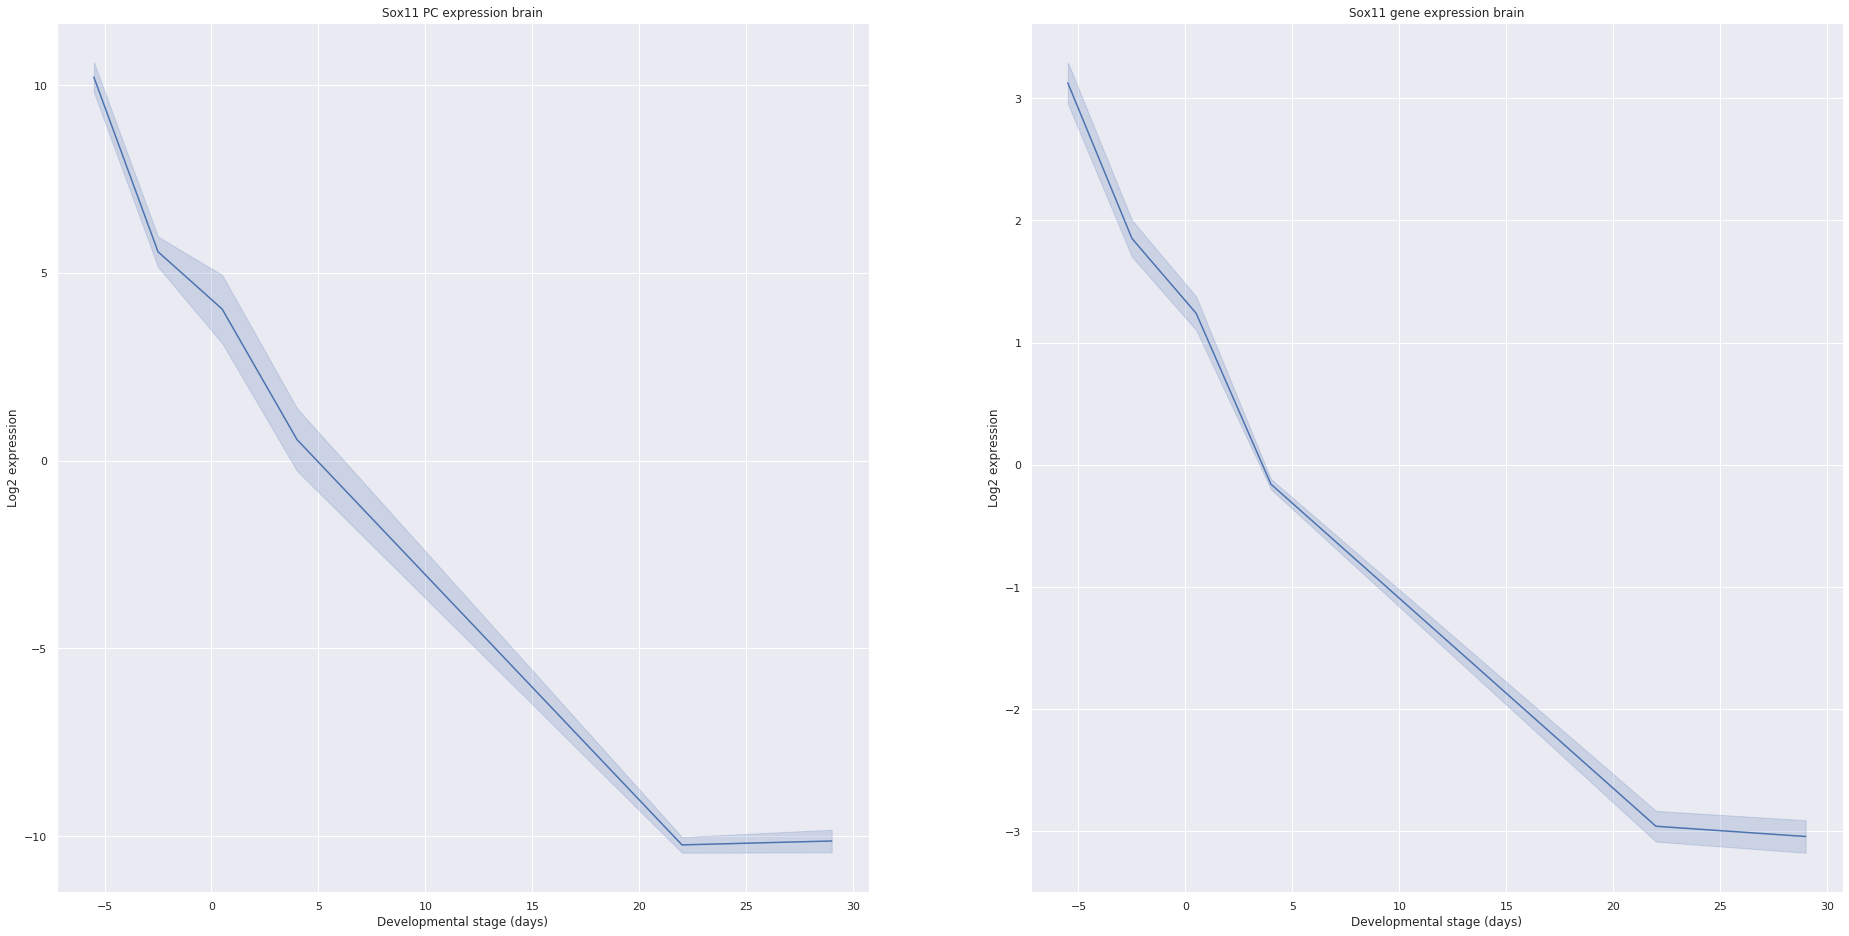 Sox11 PC expression brain
10
5
0
−5
−10
Log2 expression
−5 0 5 10 15 20 25 30
Developmental stage (days)
Sox11 gene expression brain
3
2
1
0
−1
−2
−3
Log2 expression
−5 0 5 10 15 20 25 30
Developmental stage (days)